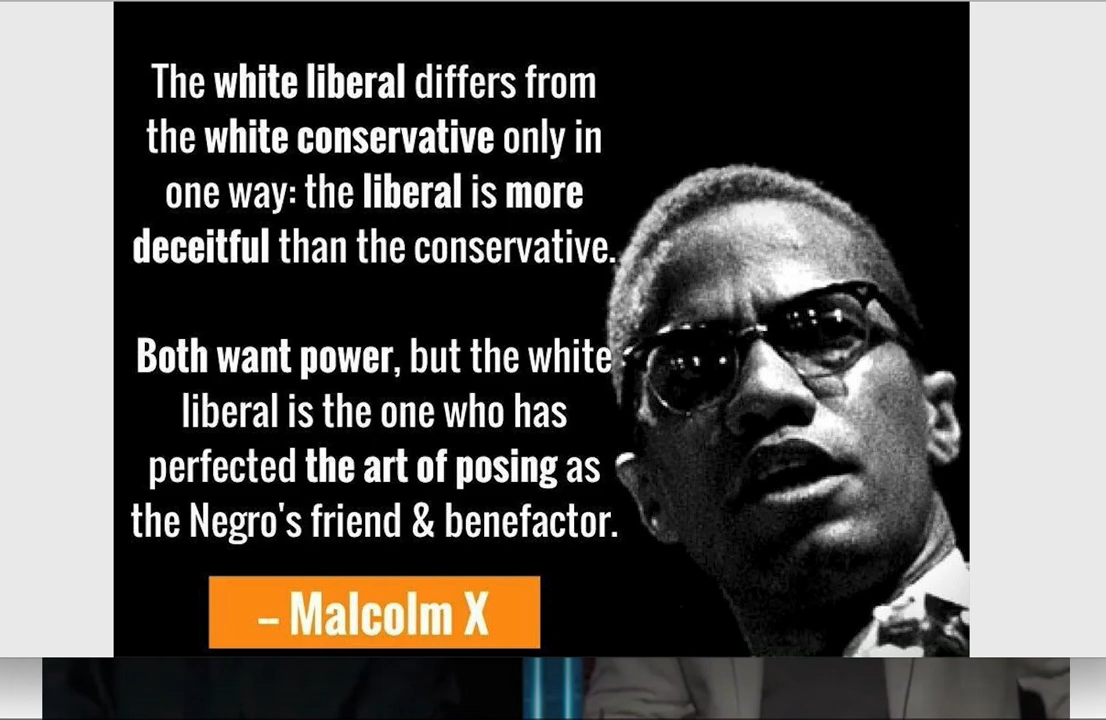 The white liberal differs from
the white conservative only in
one way: the liberal is more
deceitful than the conservative.
Both want power, but the white
liberal is the one who has
perfected the art of posing as
the Negro's friend & benefactor.
– Malcolm X